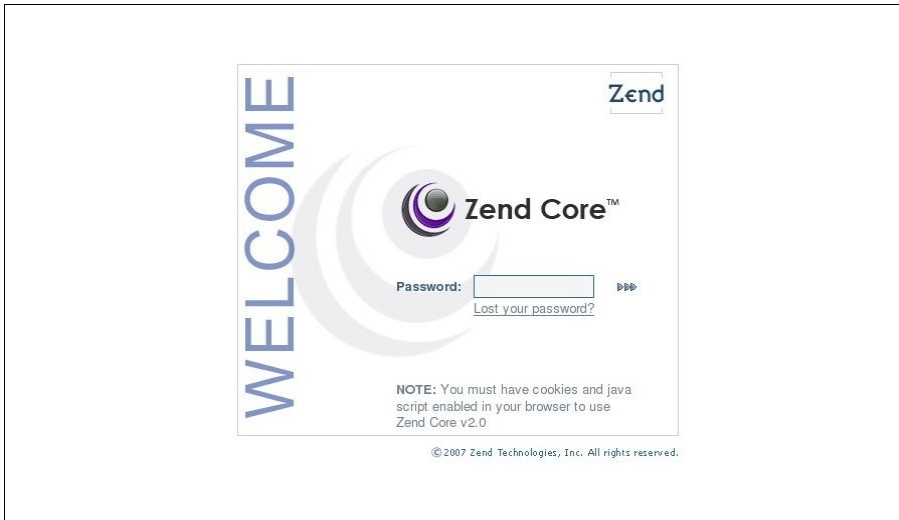 WELCOME
Zend
Zend Core™
Password:
Lost your password?
NOTE: You must have cookies and java
script enabled in your browser to use
Zend Core v2.0
©2007 Zend Technologies, Inc. All rights reserved.